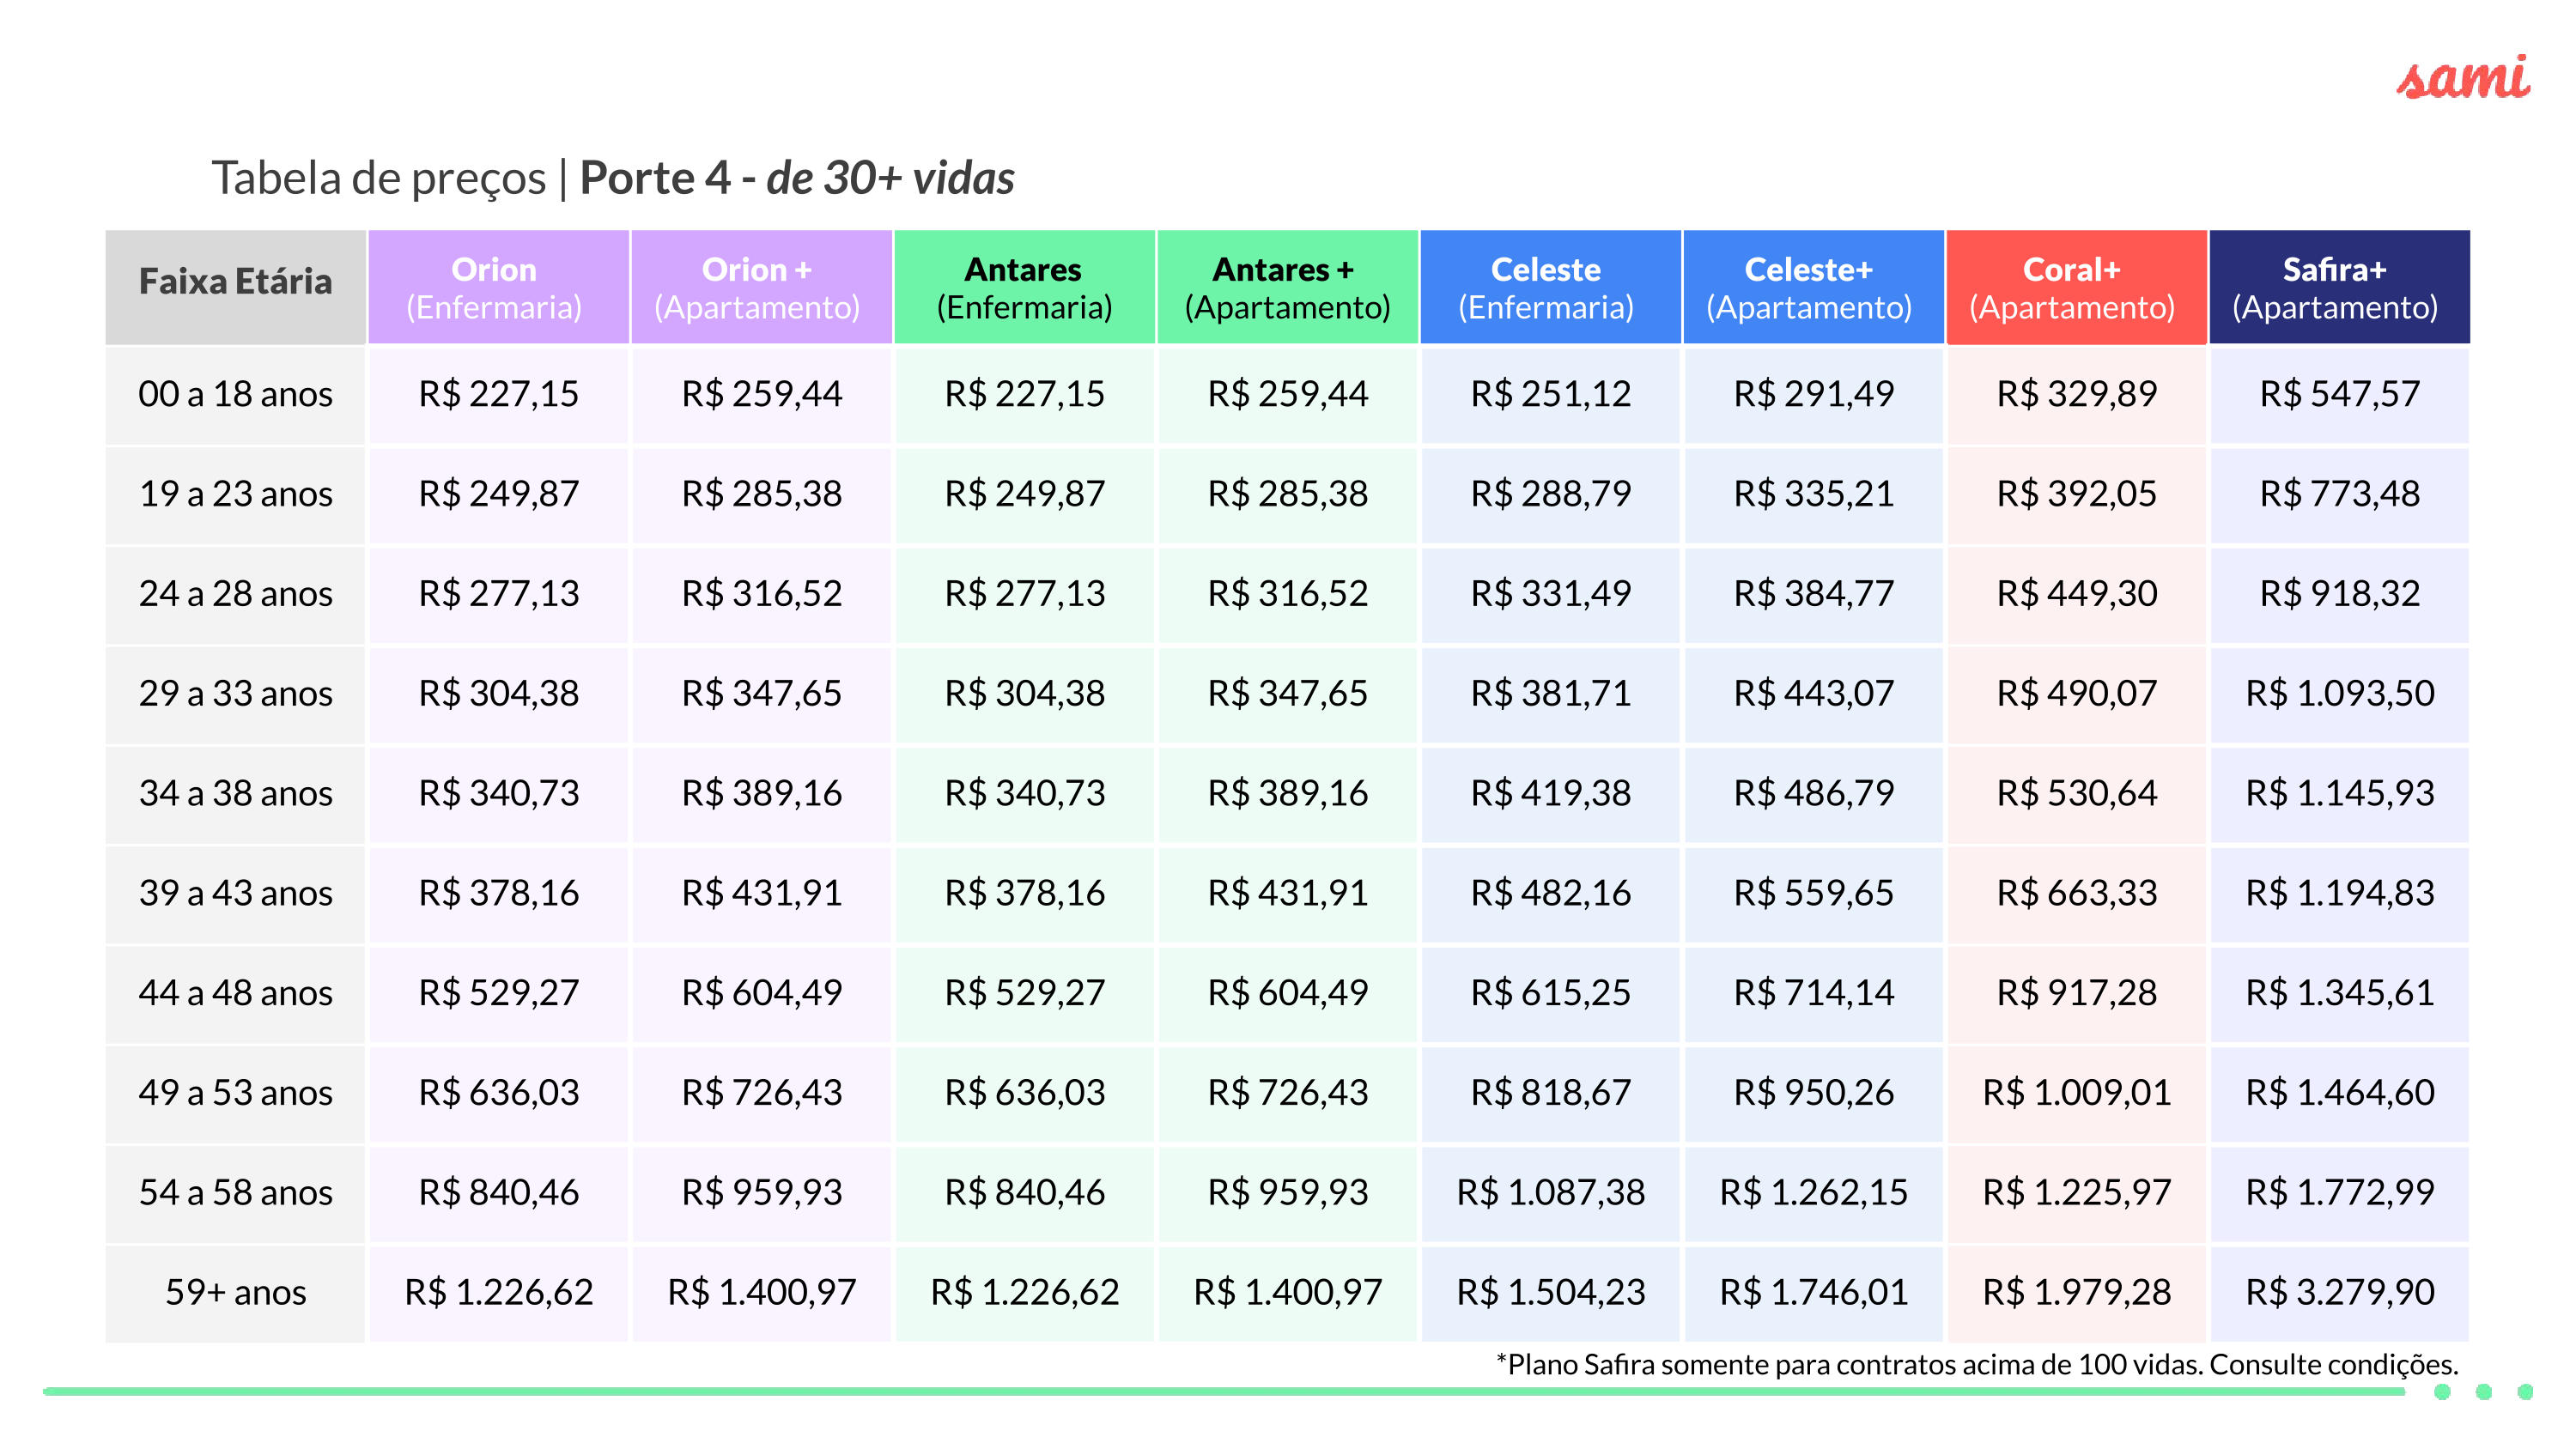 sami
Tabela de preços | Porte 4 - de 30+ vidas
Faixa Etária Orion (Enfermaria) Orion + (Apartamento) Antares (Enfermaria) Antares + (Apartamento) Celeste (Enfermaria) Celeste+ (Apartamento) Coral+ (Apartamento) Safira+ (Apartamento)
00 a 18 anos R$ 227,15 R$ 259,44 R$ 227,15 R$ 259,44 R$ 251,12 R$ 291,49 R$ 329,89 R$ 547,57
19 a 23 anos R$ 249,87 R$ 285,38 R$ 249,87 R$ 285,38 R$ 288,79 R$ 335,21 R$ 392,05 R$ 773,48
24 a 28 anos R$ 277,13 R$ 316,52 R$ 277,13 R$ 316,52 R$ 331,49 R$ 384,77 R$ 449,30 R$ 918,32
29 a 33 anos R$ 304,38 R$ 347,65 R$ 304,38 R$ 347,65 R$ 381,71 R$ 443,07 R$ 490,07 R$ 1.093,50
34 a 38 anos R$ 340,73 R$ 389,16 R$ 340,73 R$ 389,16 R$ 419,38 R$ 486,79 R$ 530,64 R$ 1.145,93
39 a 43 anos R$ 378,16 R$ 431,91 R$ 378,16 R$ 431,91 R$ 482,16 R$ 559,65 R$ 663,33 R$ 1.194,83
44 a 48 anos R$ 529,27 R$ 604,49 R$ 529,27 R$ 604,49 R$ 615,25 R$ 714,14 R$ 917,28 R$ 1.345,61
49 a 53 anos R$ 636,03 R$ 726,43 R$ 636,03 R$ 726,43 R$ 818,67 R$ 950,26 R$ 1.009,01 R$ 1.464,60
54 a 58 anos R$ 840,46 R$ 959,93 R$ 840,46 R$ 959,93 R$ 1.087,38 R$ 1.262,15 R$ 1.225,97 R$ 1.772,99
59+ anos R$ 1.226,62 R$ 1.400,97 R$ 1.226,62 R$ 1.400,97 R$ 1.504,23 R$ 1.746,01 R$ 1.979,28 R$ 3.279,90
*Plano Safira somente para contratos acima de 100 vidas. Consulte condições.